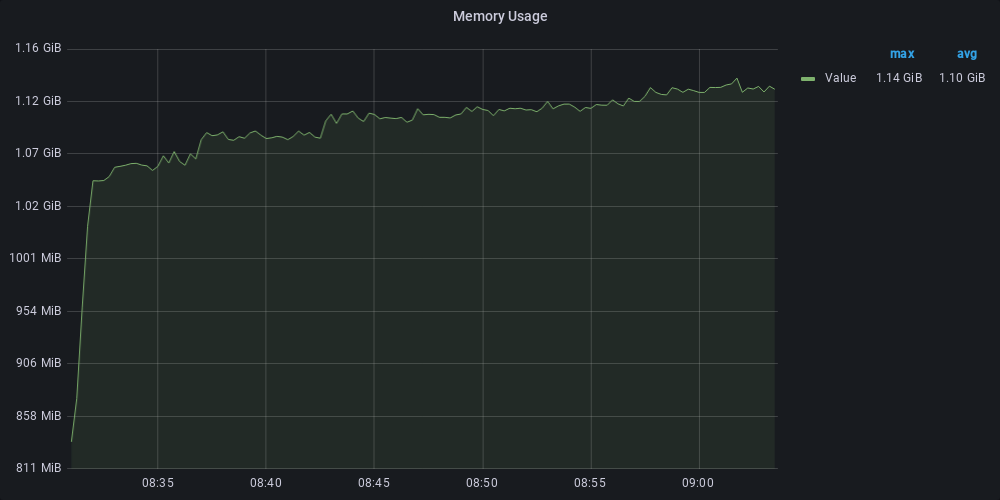 Memory Usage
1.16 GiB
1.12 GiB
1.07 GiB
1.02 GiB
1001 MiB
954 MiB
906 MiB
858 MiB
811 MiB
08:35 08:40 08:45 08:50 08:55 09:00
max avg
Value 1.14 GiB 1.10 GiB